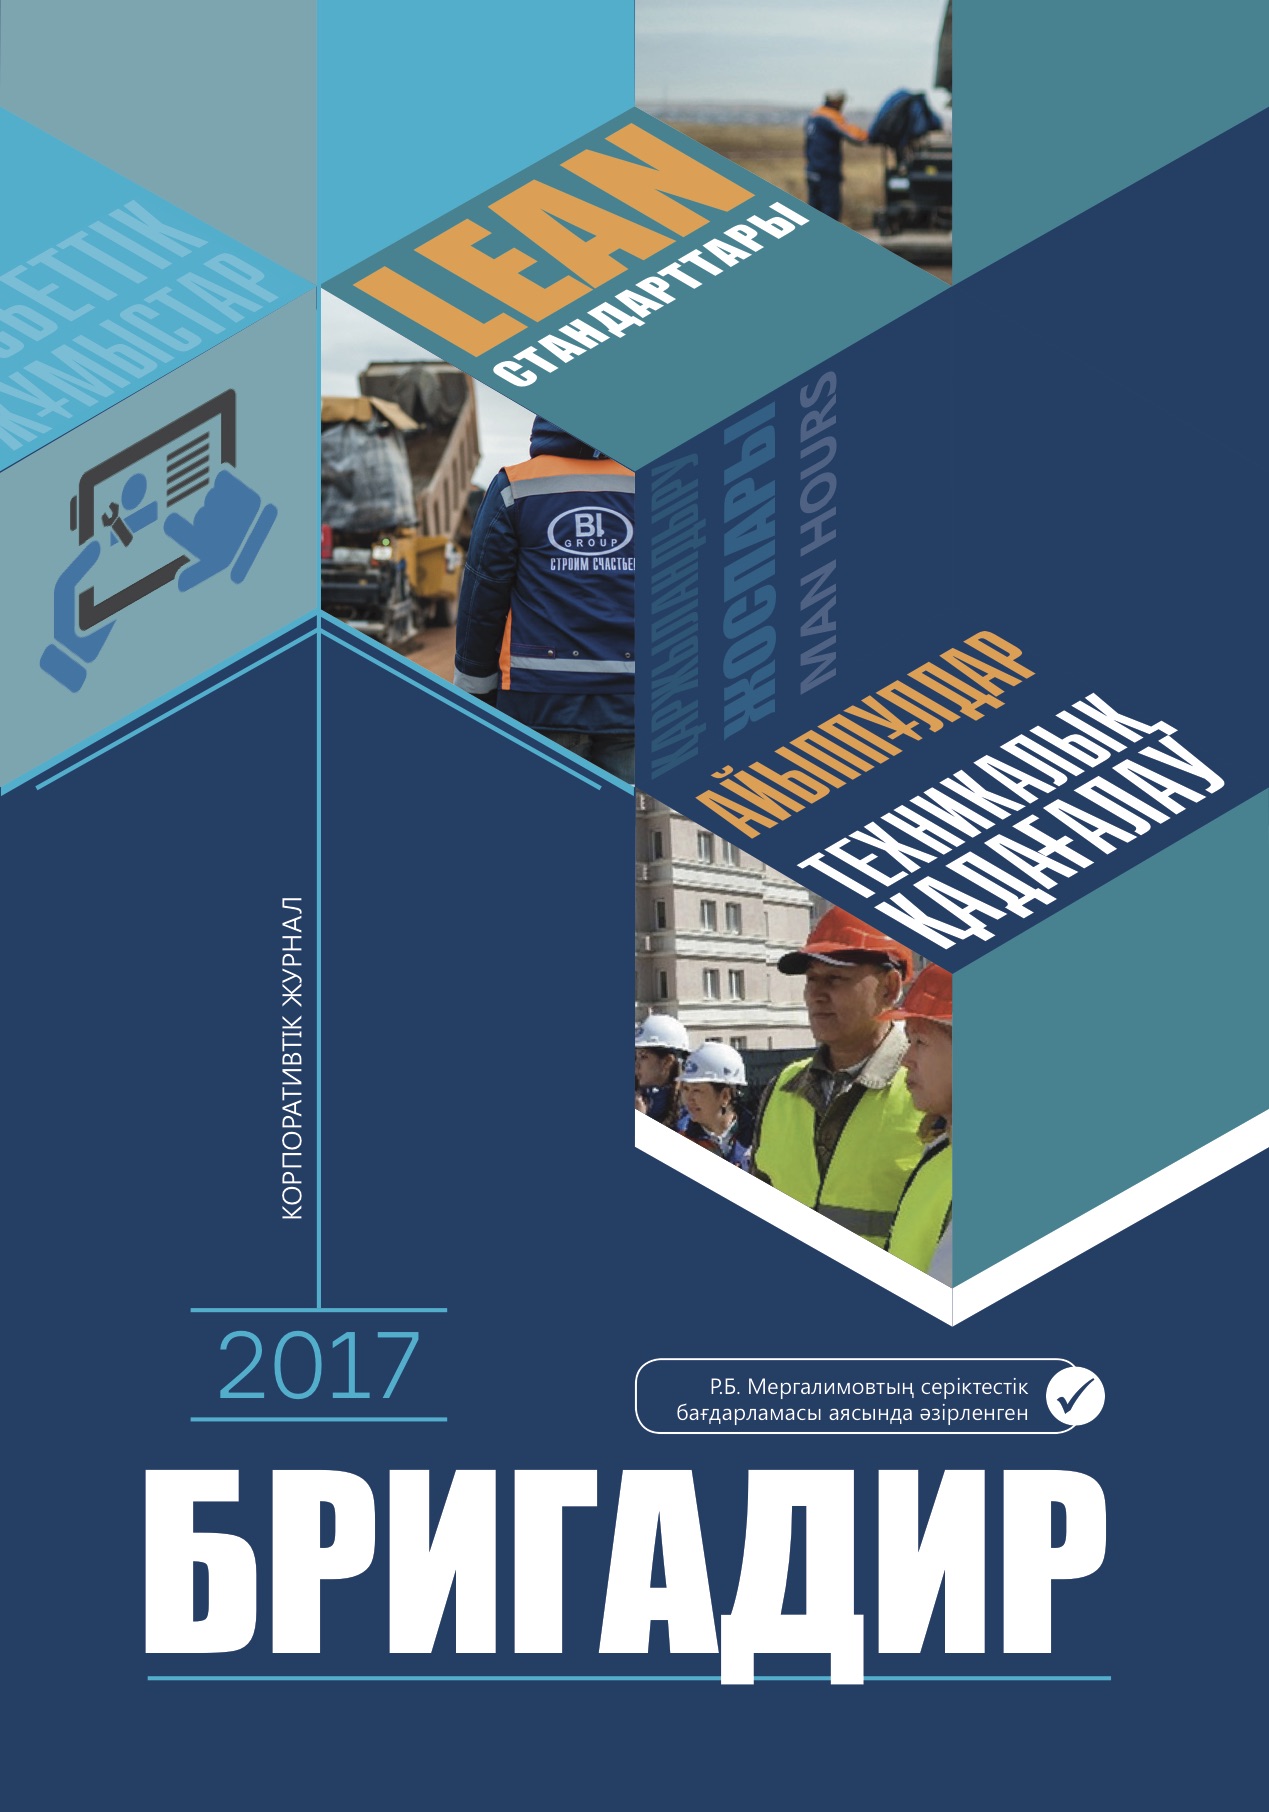 LEAN
СТАНДАРТТАРЫ
ЖҰМЫСТАР
BI
GROUP
СТРОИМ СЧАСТЬЕ
ҚАРЖЫЛАНДЫРУ
ЖОСПАРЫ
MAN HOURS
АЙЫППҰЛДАР
ТЕХНИКАЛЫҚ
ҚАДАҒАЛАУ
КОРПОРАТИВТІК ЖУРНАЛ
2017
Р.Б. Мергалимовтың серіктестік
бағдарламасы аясында әзірленген
БРИГАДИР